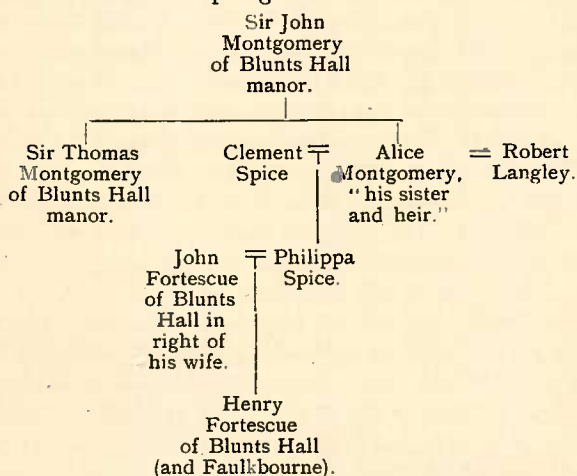 Sir John
Montgomery
of Blunts Hall
manor.
Sir Thomas
Montgomery
of Blunts Hall
manor.
Clement
Spice
Alice
Montgomery,
"his sister
and heir."
= Robert
Langley.
John
Fortescue
of Blunts
Hall in
right of
his wife.
Philippa
Spice.
Henry
Fortescue
of Blunts Hall
(and Faulkbourne).